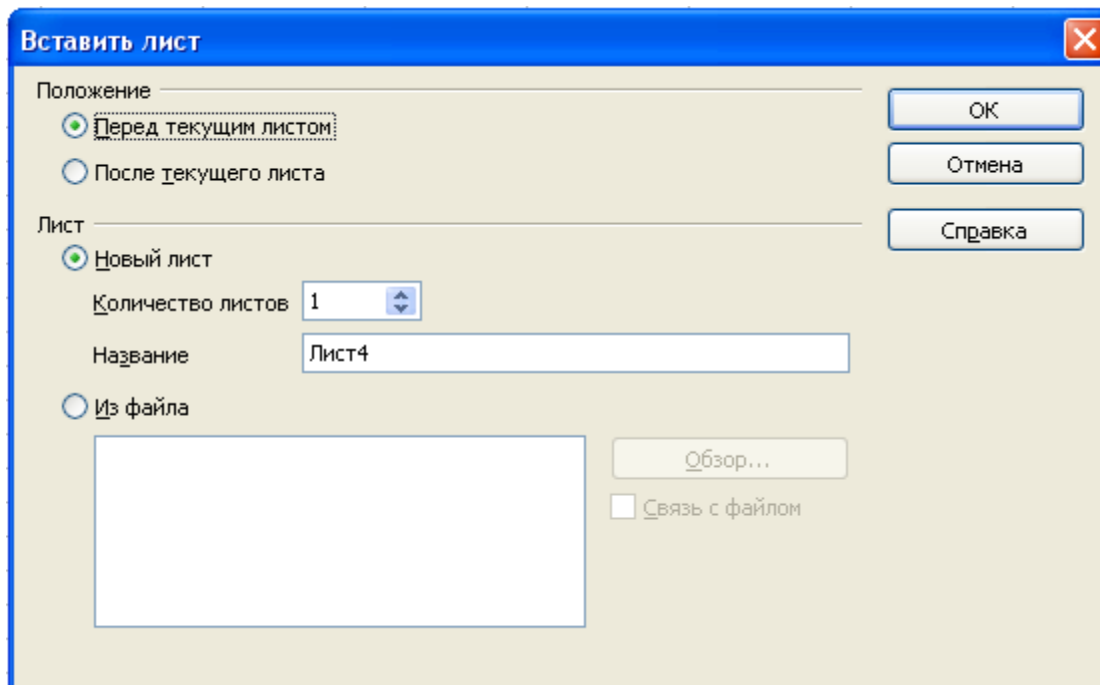 Вставить лист
Положение
Перед текущим листом
После текущего листа
Лист
Новый лист
Количество листов 1
Название Лист4
Из файла
Обзор...
Связь с файлом
ОК
Отмена
Справка